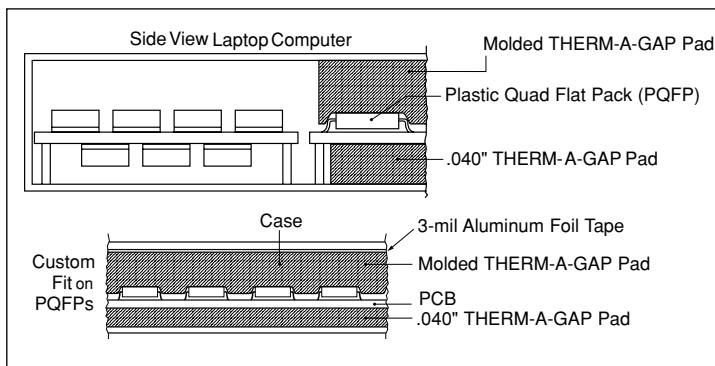 Side View Laptop Computer
Molded THERM-A-GAP Pad
Plastic Quad Flat Pack (PQFP)
.040" THERM-A-GAP Pad
Case
3-mil Aluminum Foil Tape
Custom
Fit on
PQFPs
Molded THERM-A-GAP Pad
PCB
.040" THERM-A-GAP Pad